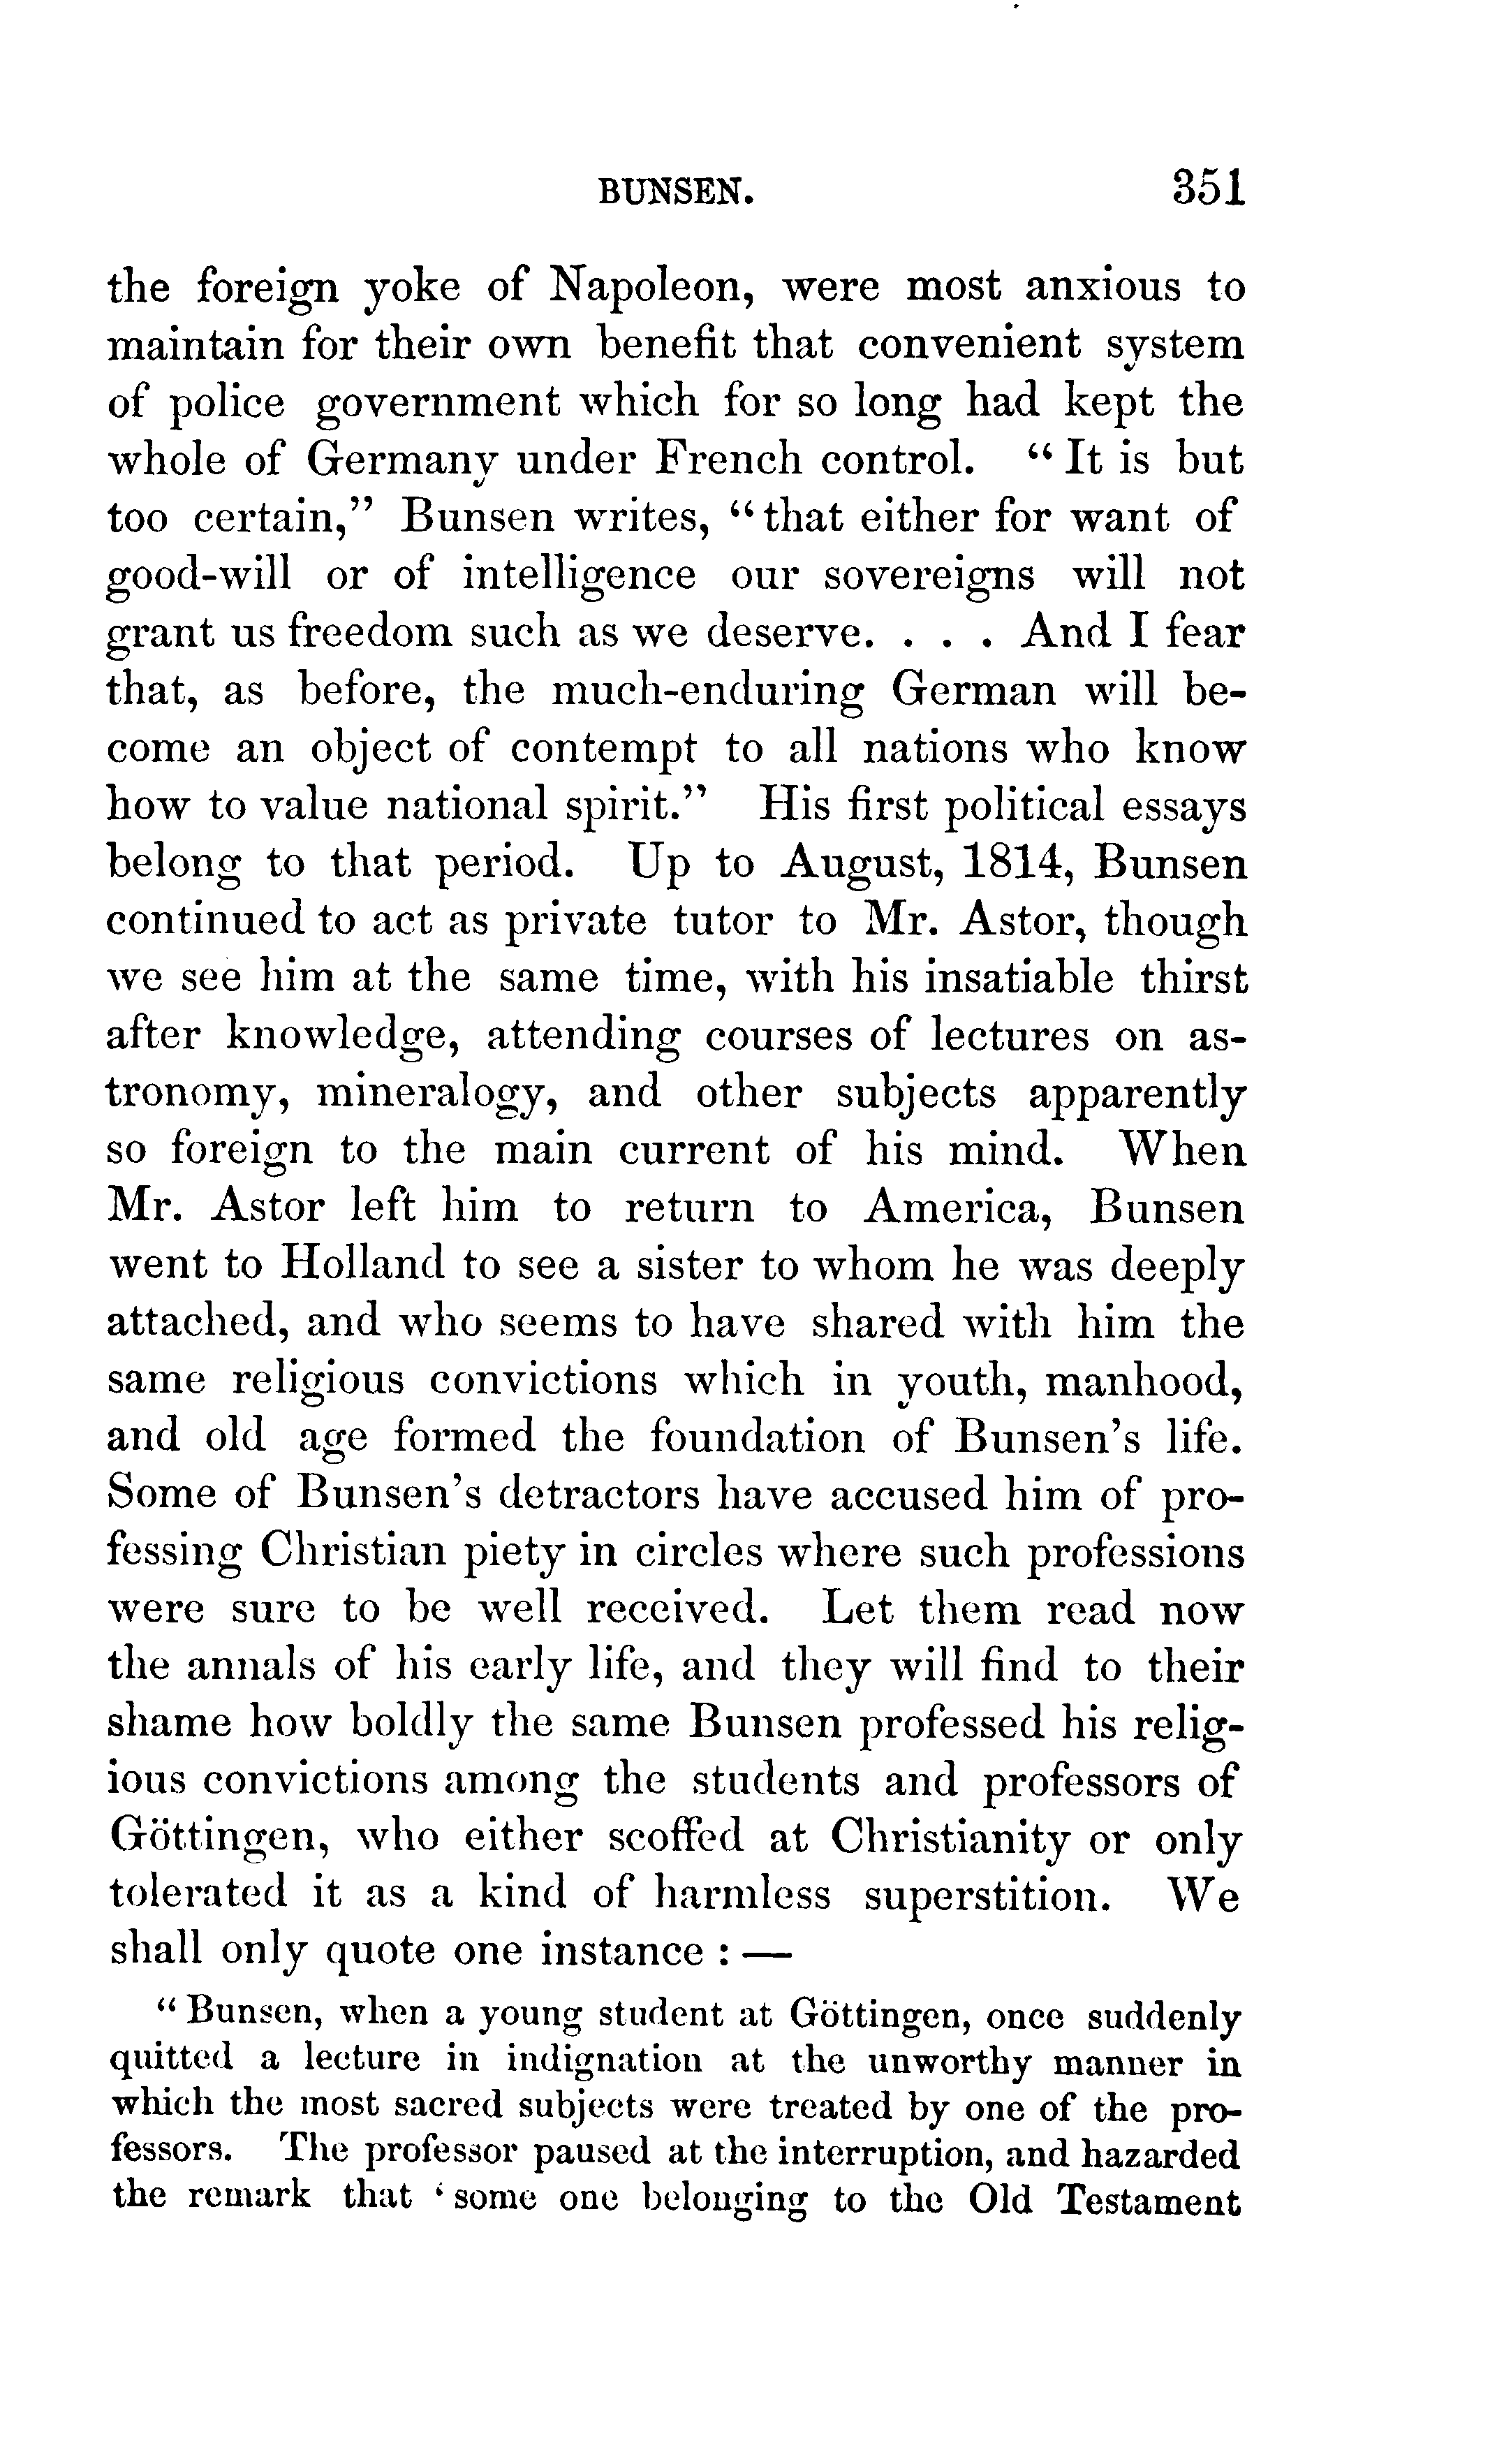 BUNSEN. 351
the foreign yoke of Napoleon, were most anxious to
maintain for their own benefit that convenient system
of police government which for so long had kept the
whole of Germany under French control. “It is but
too certain,” Bunsen writes, “that either for want of
good-will or of intelligence our sovereigns will not
grant us freedom such as we deserve. . . . And I fear
that, as before, the much-enduring German will be-
come an object of contempt to all nations who know
how to value national spirit.” His first political essays
belong to that period. Up to August, 1814, Bunsen
continued to act as private tutor to Mr. Astor, though
we see him at the same time, with his insatiable thirst
after knowledge, attending courses of lectures on as-
tronomy, mineralogy, and other subjects apparently
so foreign to the main current of his mind. When
Mr. Astor left him to return to America, Bunsen
went to Holland to see a sister to whom he was deeply
attached, and who seems to have shared with him the
same religious convictions which in youth, manhood,
and old age formed the foundation of Bunsen’s life.
Some of Bunsen’s detractors have accused him of pro-
fessing Christian piety in circles where such professions
were sure to be well received. Let them read now
the annals of his early life, and they will find to their
shame how boldly the same Bunsen professed his relig-
ious convictions among the students and professors of
Göttingen, who either scoffed at Christianity or only
tolerated it as a kind of harmless superstition. We
shall only quote one instance : —
“Bunsen, when a young student at Göttingen, once suddenly
quitted a lecture in indignation at the unworthy manner in
which the most sacred subjects were treated by one of the pro-
fessors. The professor paused at the interruption, and hazarded
the remark that ‘some one belonging to the Old Testament